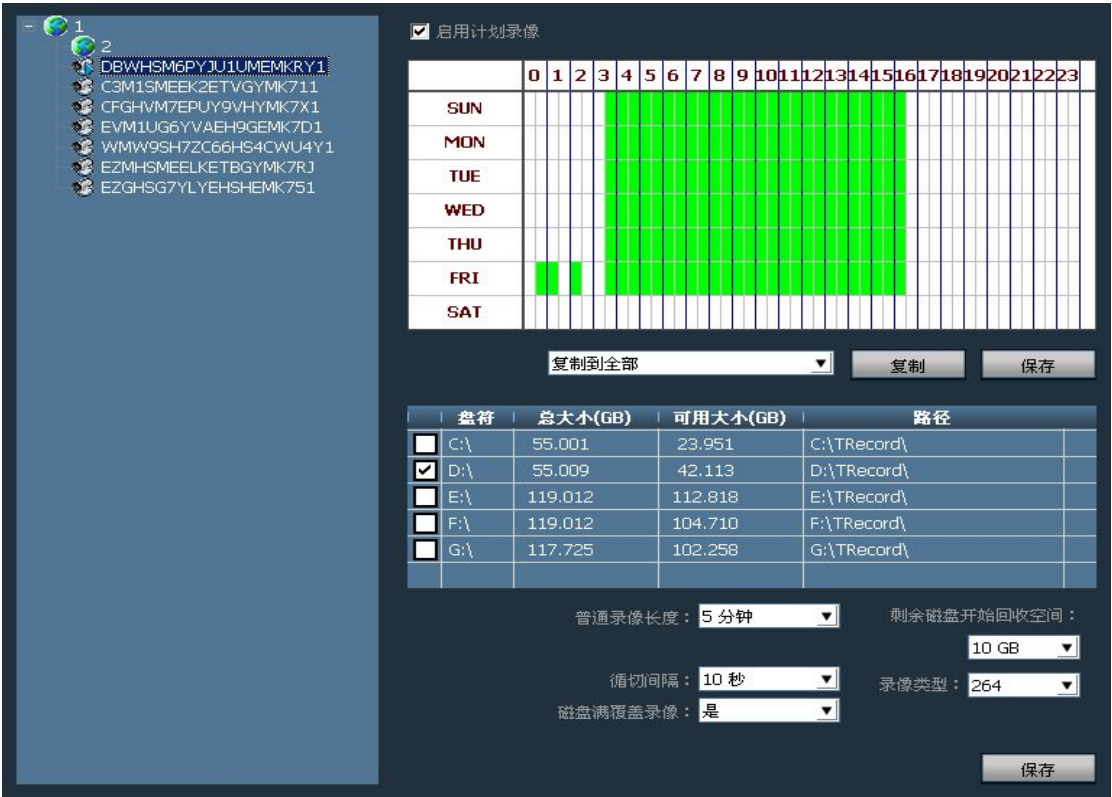 1
2
DBWHSM6PYJU1UMEMKRY1
C3M1SMEEK2ETVGYMK711
CFGHVM7EPUY9VHYMK7X1
EVM1UG6YVAEH9GEMK7D1
WMW9SH7ZC66HS4CWU4Y1
EZMHSMEELKETBGYMK7RJ
EZGHSG7YLYEHSHEMK751
启用计划录像
0 1 2 3 4 5 6 7 8 9 10 11 12 13 14 15 16 17 18 19 20 21 22 23
SUN
MON
TUE
WED
THU
FRI
SAT
复制到全部 复制 保存
盘符 总大小(GB) 可用大小(GB) 路径
C:\ 55.001 23.951 C:\TRecord\
D:\ 55.009 42.113 D:\TRecord\
E:\ 119.012 112.818 E:\TRecord\
F:\ 119.012 104.710 F:\TRecord\
G:\ 117.725 102.258 G:\TRecord\
普通录像长度：5 分钟 剩余磁盘开始回收空间：
10 GB
循切间隔：10 秒 录像类型：264
磁盘满覆盖录像：是
保存